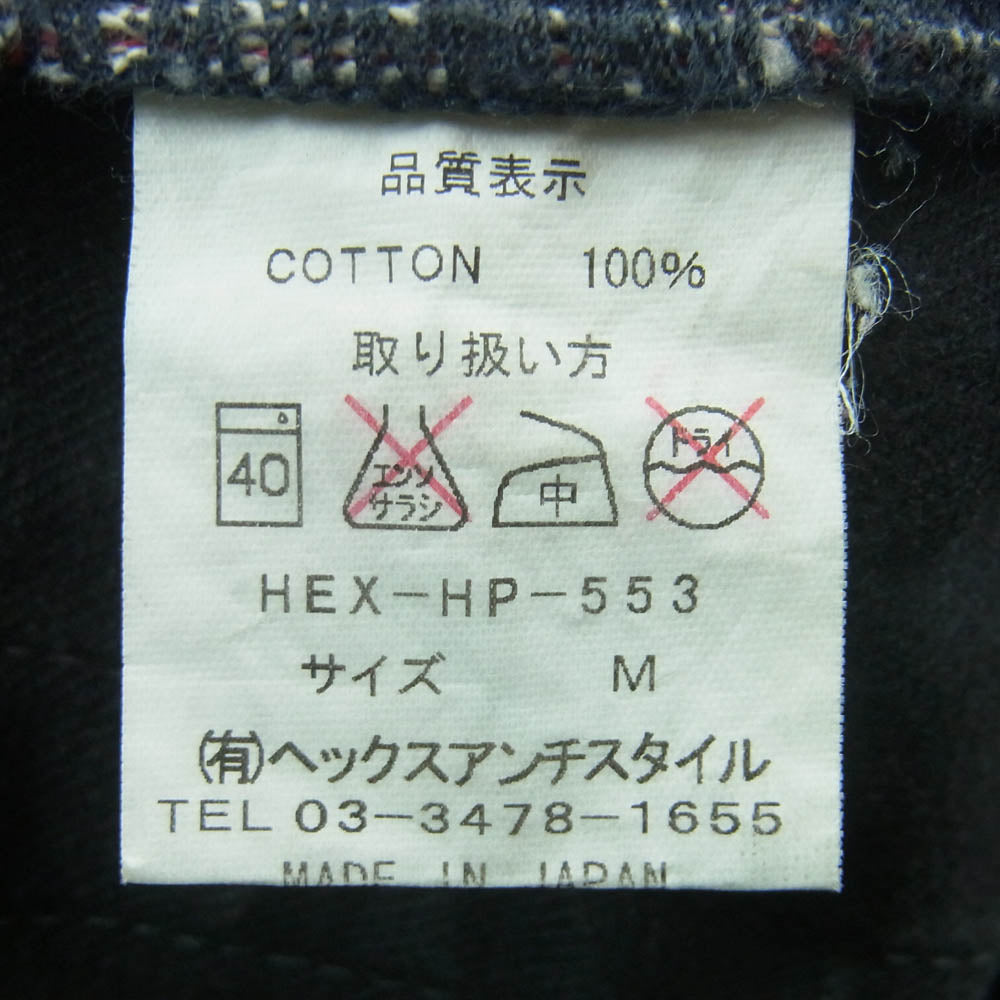 品質表示
COTTON 100%
取り扱い方
40 エンソサラシ 中 ドライ
HEX-HP-553
サイズ M
(有)ヘックスアンチスタイル
TEL 03-3478-1655
MADE IN JAPAN